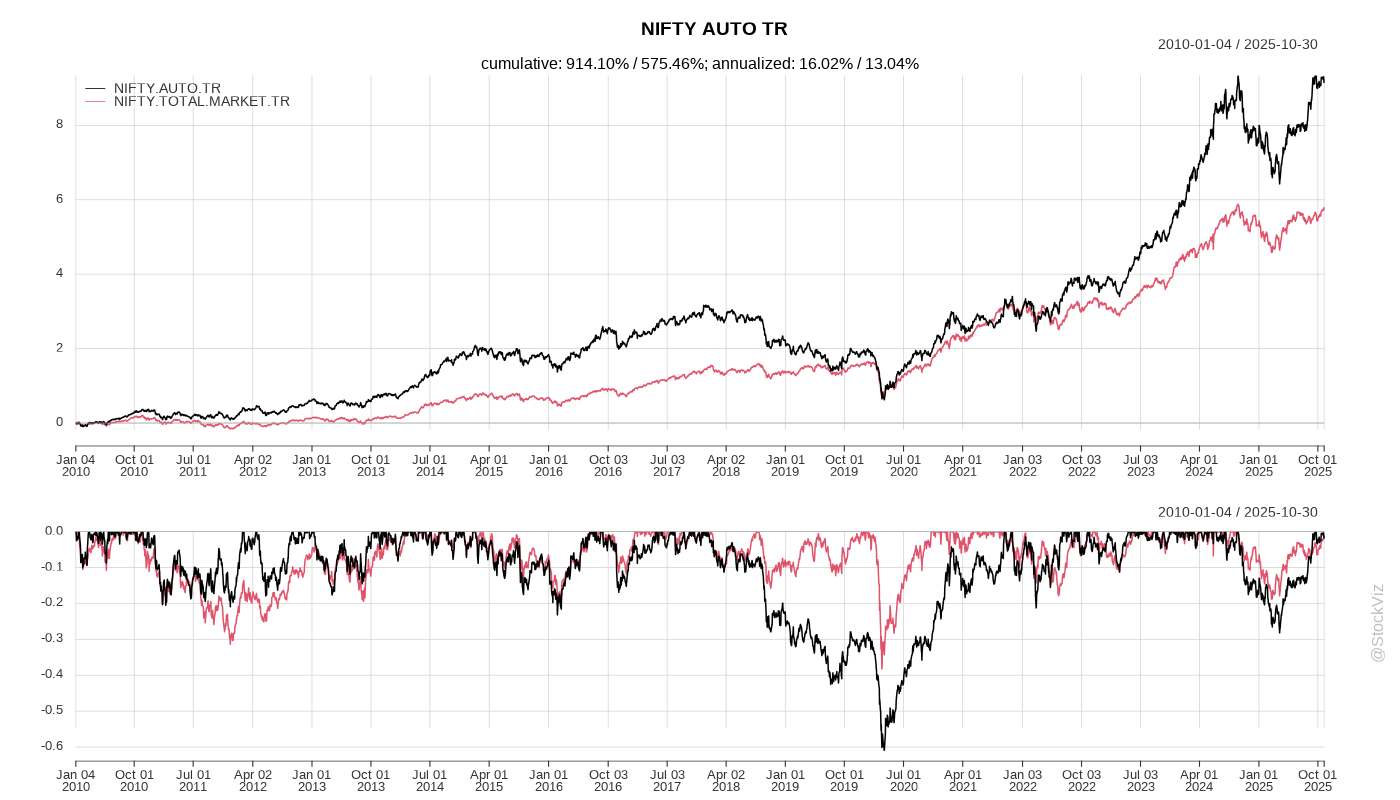 NIFTY AUTO TR
2010-01-04 / 2025-10-30
cumulative: 914.10% / 575.46%; annualized: 16.02% / 13.04%
NIFTY.AUTO.TR
NIFTY.TOTAL.MARKET.TR
8
6
4
2
0
Jan 04 Oct 01 Jul 01 Apr 02 Jan 01 Oct 01 Jul 01 Apr 01 Jan 01 Oct 03 Jul 03 Apr 02 Jan 01 Oct 01 Jul 01 Apr 01 Jan 03 Oct 03 Jul 03 Apr 01 Jan 01 Oct 01
2010 2010 2011 2012 2013 2013 2014 2015 2016 2016 2017 2018 2019 2019 2020 2021 2022 2022 2023 2024 2025 2025
2010-01-04 / 2025-10-30
0.0
-0.1
-0.2
-0.3
-0.4
-0.5
-0.6
Jan 04 Oct 01 Jul 01 Apr 02 Jan 01 Oct 01 Jul 01 Apr 01 Jan 01 Oct 03 Jul 03 Apr 02 Jan 01 Oct 01 Jul 01 Apr 01 Jan 03 Oct 03 Jul 03 Apr 01 Jan 01 Oct 01
2010 2010 2011 2012 2013 2013 2014 2015 2016 2016 2017 2018 2019 2019 2020 2021 2022 2022 2023 2024 2025 2025
@StockViz